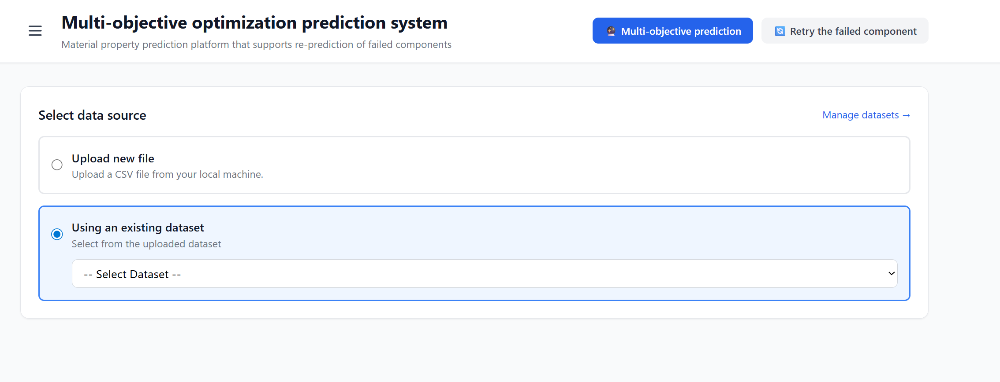 Multi-objective optimization prediction system
Material property prediction platform that supports re-prediction of failed components
Multi-objective prediction
Retry the failed component
Select data source
Manage datasets →
Upload new file
Upload a CSV file from your local machine.
Using an existing dataset
Select from the uploaded dataset
-- Select Dataset --